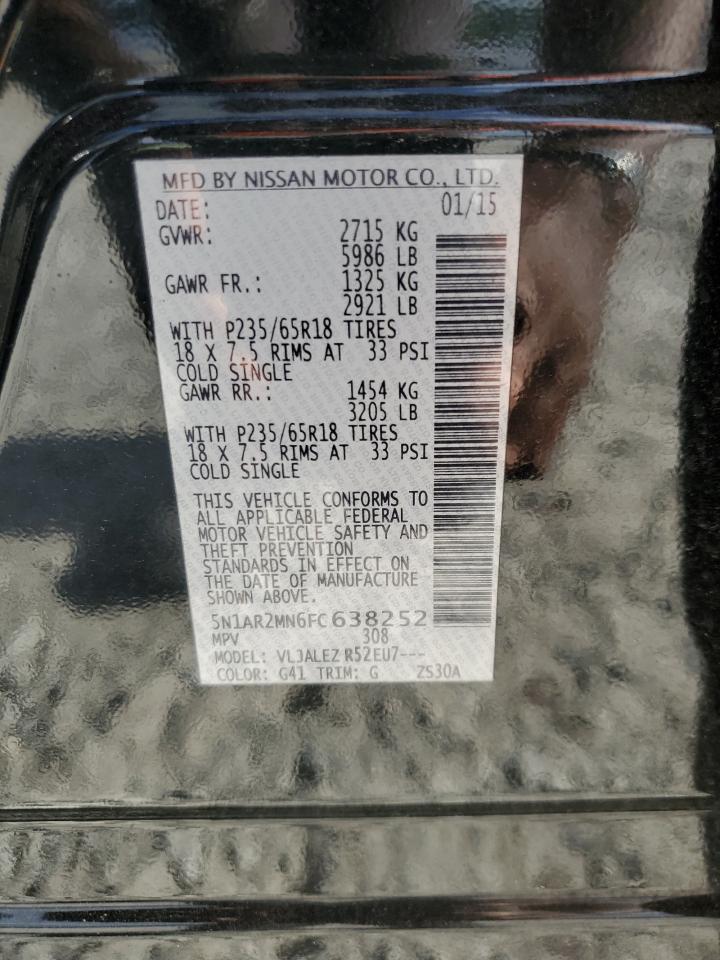 MFD BY NISSAN MOTOR CO., LTD.
DATE: 01/15
GVWR: 2715 KG
5986 LB
GAWR FR.: 1325 KG
2921 LB
WITH P235/65R18 TIRES
18 X 7.5 RIMS AT 33 PSI
COLD SINGLE
GAWR RR.: 1454 KG
3205 LB
WITH P235/65R18 TIRES
18 X 7.5 RIMS AT 33 PSI
COLD SINGLE
THIS VEHICLE CONFORMS TO
ALL APPLICABLE FEDERAL
MOTOR VEHICLE SAFETY AND
THEFT PREVENTION
STANDARDS IN EFFECT ON
THE DATE OF MANUFACTURE
SHOWN ABOVE.
5N1AR2MN6FC638252
MPV 308
MODEL: VLJALEZ R52EU7---
COLOR: G41 TRIM: G ZS30A